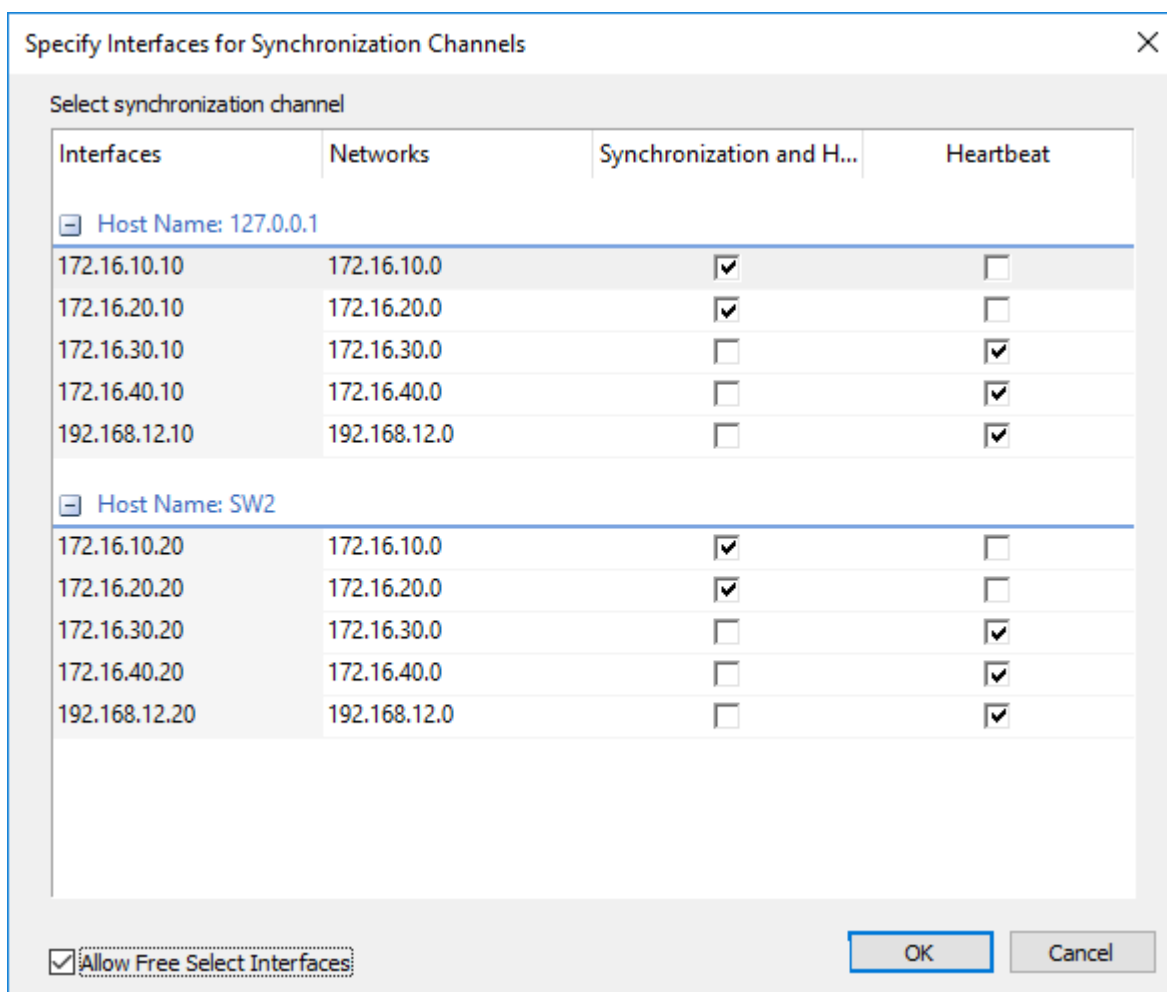 Specify Interfaces for Synchronization Channels
Select synchronization channel
Interfaces Networks Synchronization and H... Heartbeat
Host Name: 127.0.0.1
172.16.10.10 172.16.10.0
172.16.20.10 172.16.20.0
172.16.30.10 172.16.30.0
172.16.40.10 172.16.40.0
192.168.12.10 192.168.12.0
Host Name: SW2
172.16.10.20 172.16.10.0
172.16.20.20 172.16.20.0
172.16.30.20 172.16.30.0
172.16.40.20 172.16.40.0
192.168.12.20 192.168.12.0
Allow Free Select Interfaces OK Cancel